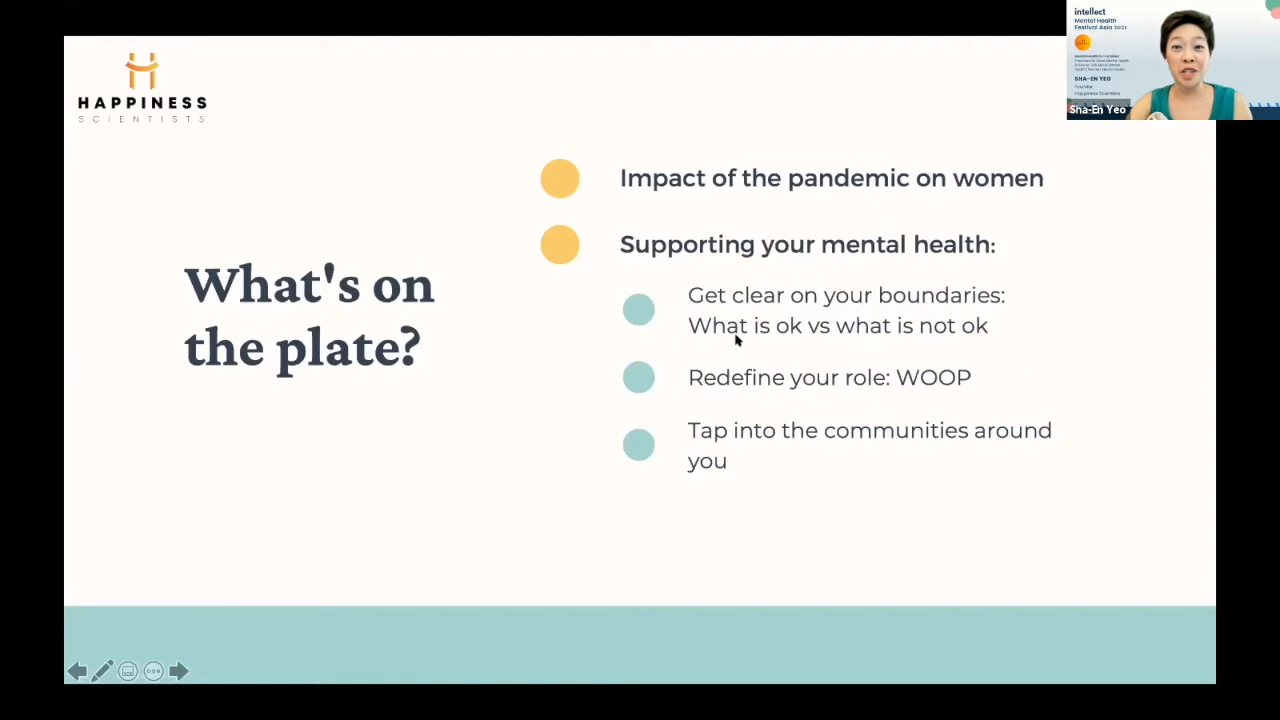 HAPPINESS
SCIENTISTS
What's on
the plate?
Impact of the pandemic on women
Supporting your mental health:
Get clear on your boundaries:
What is ok vs what is not ok
Redefine your role: WOOP
Tap into the communities around
you
intellect
Mental Health
SHA-EN YEO
Founder
Happiness Scientists
Sha-En Yeo